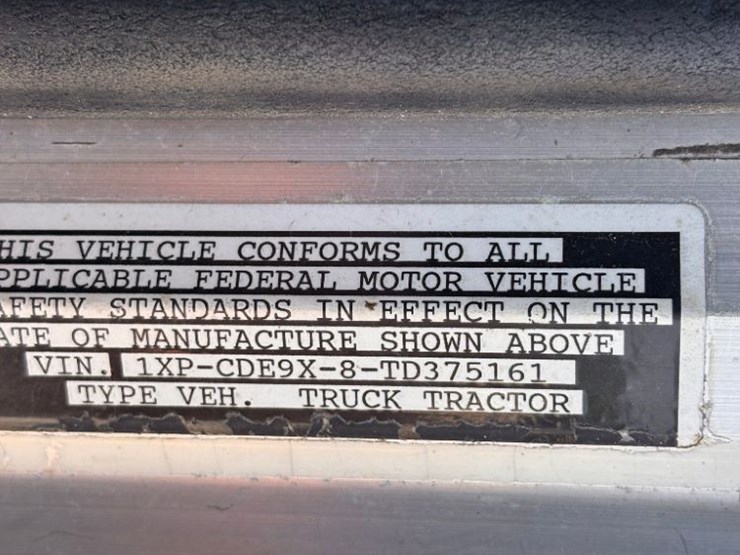 HIS VEHICLE CONFORMS TO ALL
PPLICABLE FEDERAL MOTOR VEHICLE
AFETY STANDARDS IN EFFECT ON THE
ATE OF MANUFACTURE SHOWN ABOVE
VIN. 1XP-CDE9X-8-TD375161
TYPE VEH. TRUCK TRACTOR